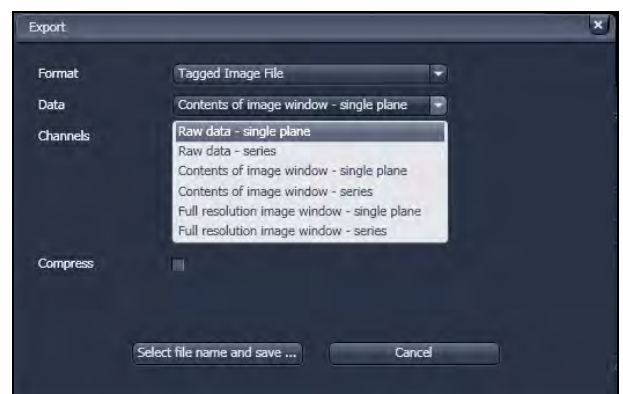 Export
Format Tagged Image File
Data Contents of image window - single plane
Channels
Raw data - single plane
Raw data - series
Contents of image window - single plane
Contents of image window - series
Full resolution image window - single plane
Full resolution image window - series
Compress
Select file name and save ... Cancel